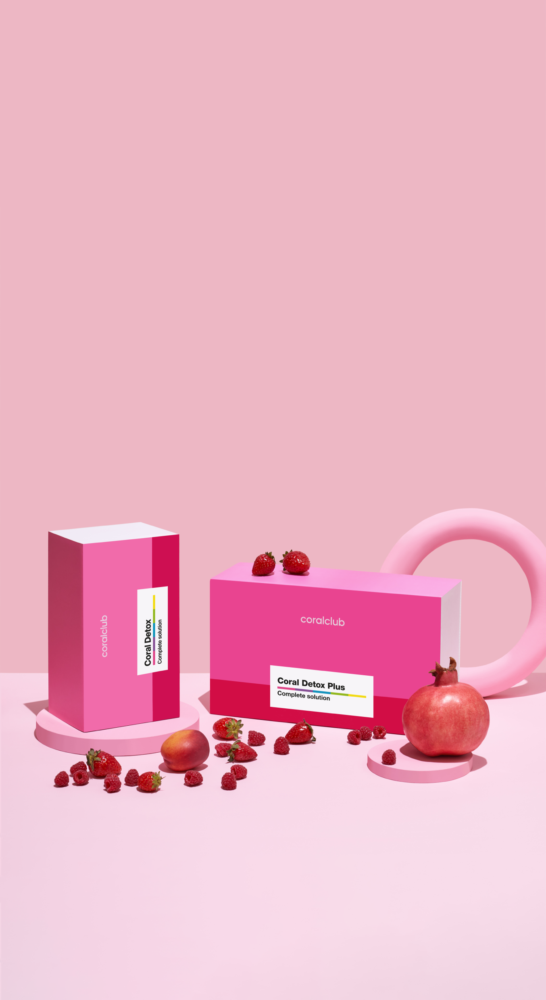 coralclub
Coral Detox
Complete solution
coralclub
Coral Detox Plus
Complete solution